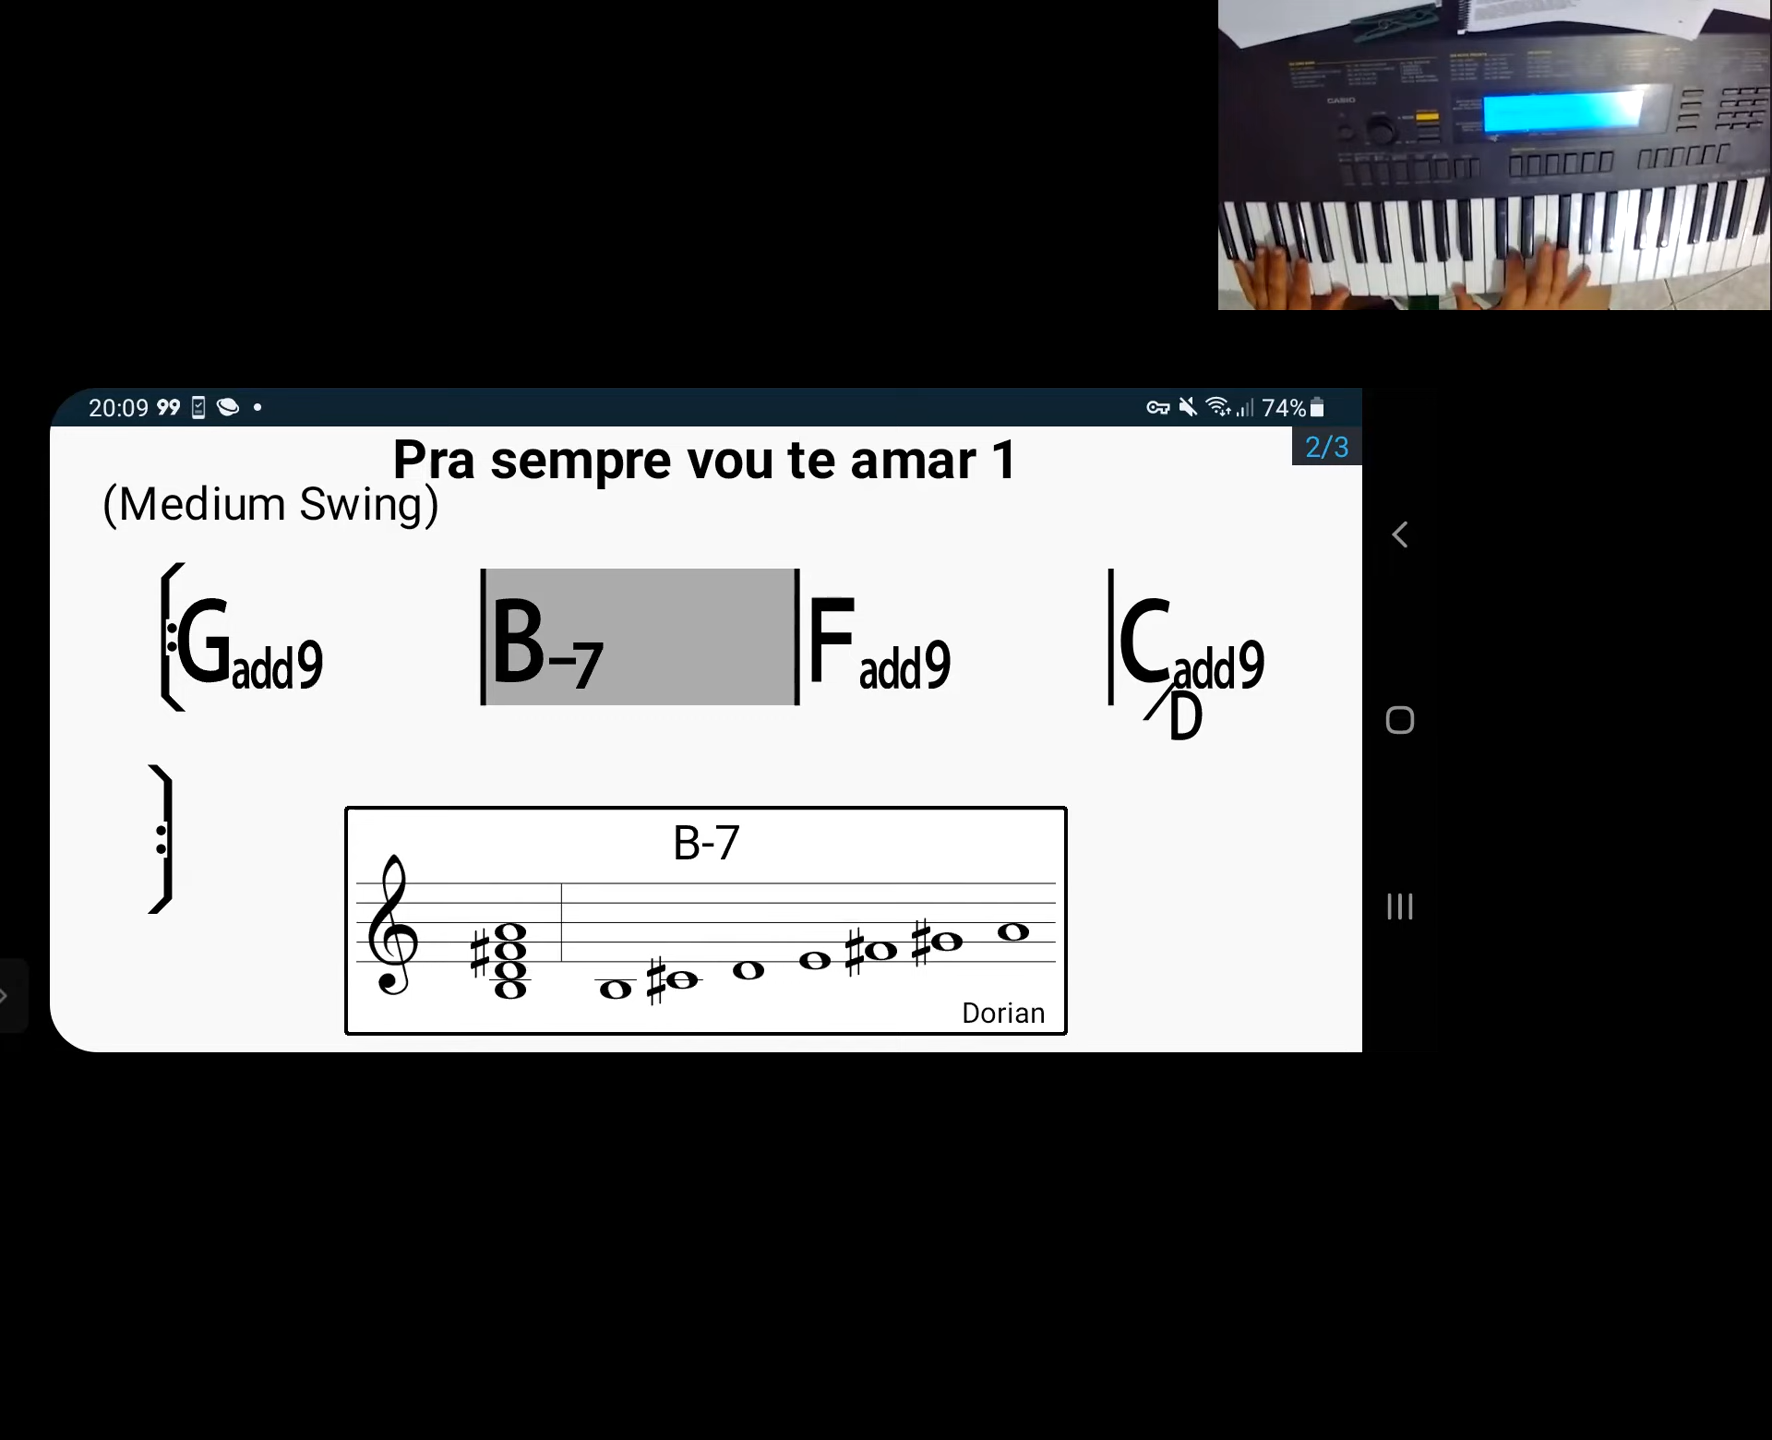 CASIO
20:09 99
74%
Pra sempre vou te amar 1
2/3
(Medium Swing)
Gadd9 B–7 Fadd9 Cadd9/D
B-7
Dorian